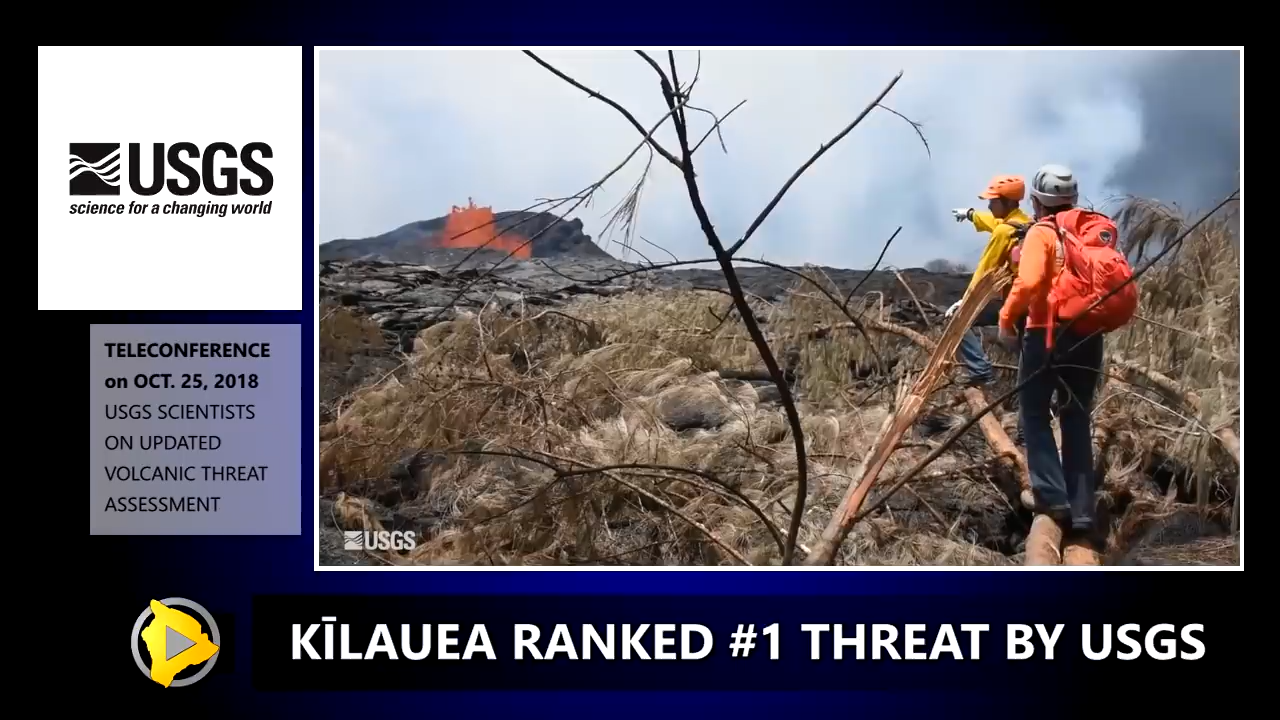 USGS
science for a changing world
TELECONFERENCE
on OCT. 25, 2018
USGS SCIENTISTS
ON UPDATED
VOLCANIC THREAT
ASSESSMENT
USGS
KĪLAUEA RANKED #1 THREAT BY USGS